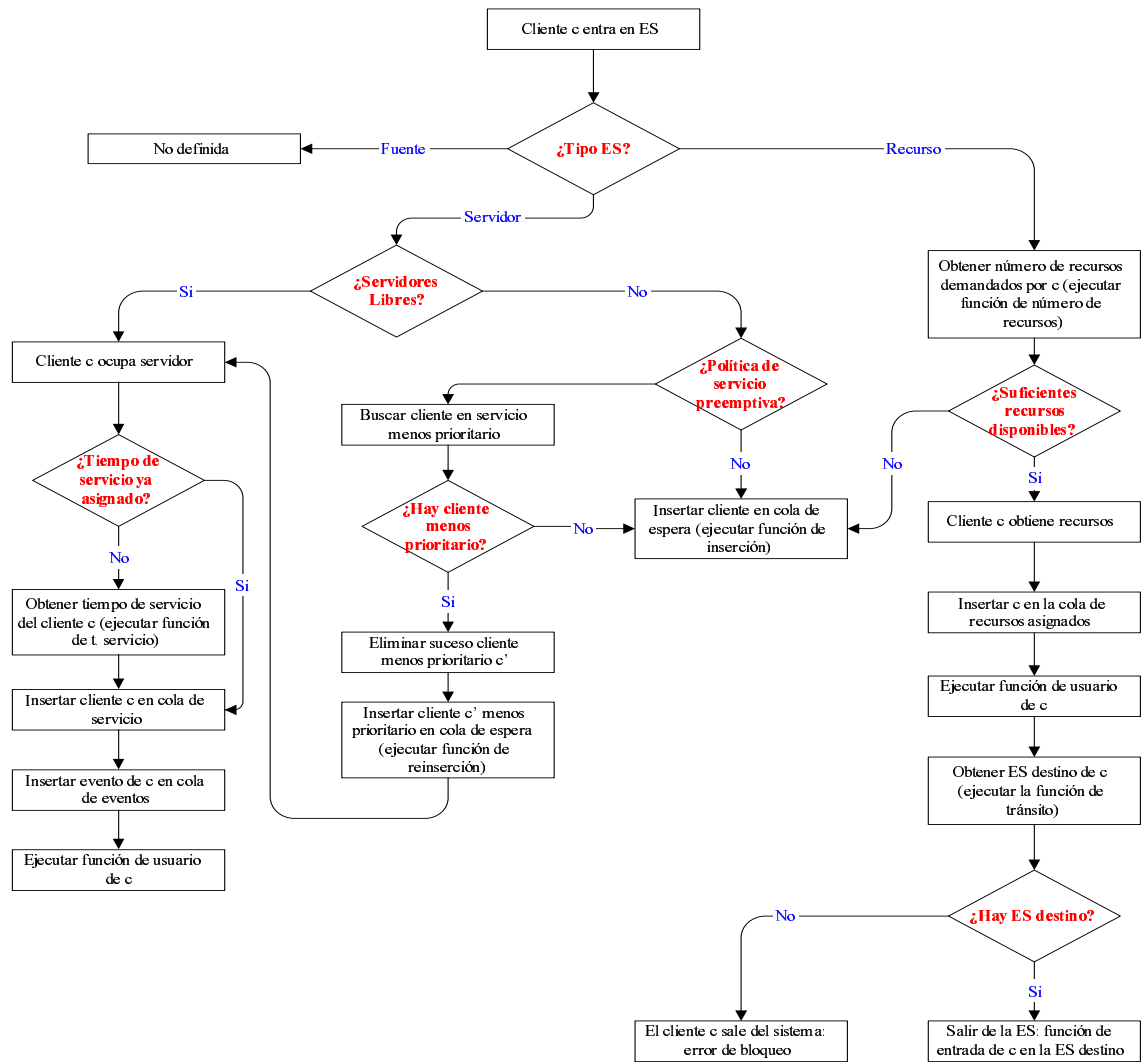 Cliente c entra en ES
No definida
Fuente
¿Tipo ES?
Recurso
Servidor
¿Servidores
Libres?
Si
No
Obtener número de recursos
demandados por c (ejecutar
función de número de
recursos)
Cliente c ocupa servidor
¿Política de
servicio
preemptiva?
Buscar cliente en servicio
menos prioritario
¿Suficientes
recursos
disponibles?
¿Tiempo de
servicio ya
asignado?
No
No
Si
¿Hay cliente
menos
prioritario?
No
Insertar cliente en cola de
espera (ejecutar función de
inserción)
Cliente c obtiene recursos
No
Si
Si
Obtener tiempo de servicio
del cliente c (ejecutar función
de t. servicio)
Insertar c en la cola de
recursos asignados
Eliminar suceso cliente
menos prioritario c’
Insertar cliente c en cola de
servicio
Insertar cliente c’ menos
prioritario en cola de espera
(ejecutar función de
reinserción)
Ejecutar función de usuario
de c
Insertar evento de c en cola
de eventos
Obtener ES destino de c
(ejecutar la función de
tránsito)
Ejecutar función de usuario
de c
¿Hay ES destino?
No
Si
El cliente c sale del sistema:
error de bloqueo
Salir de la ES: función de
entrada de c en la ES destino